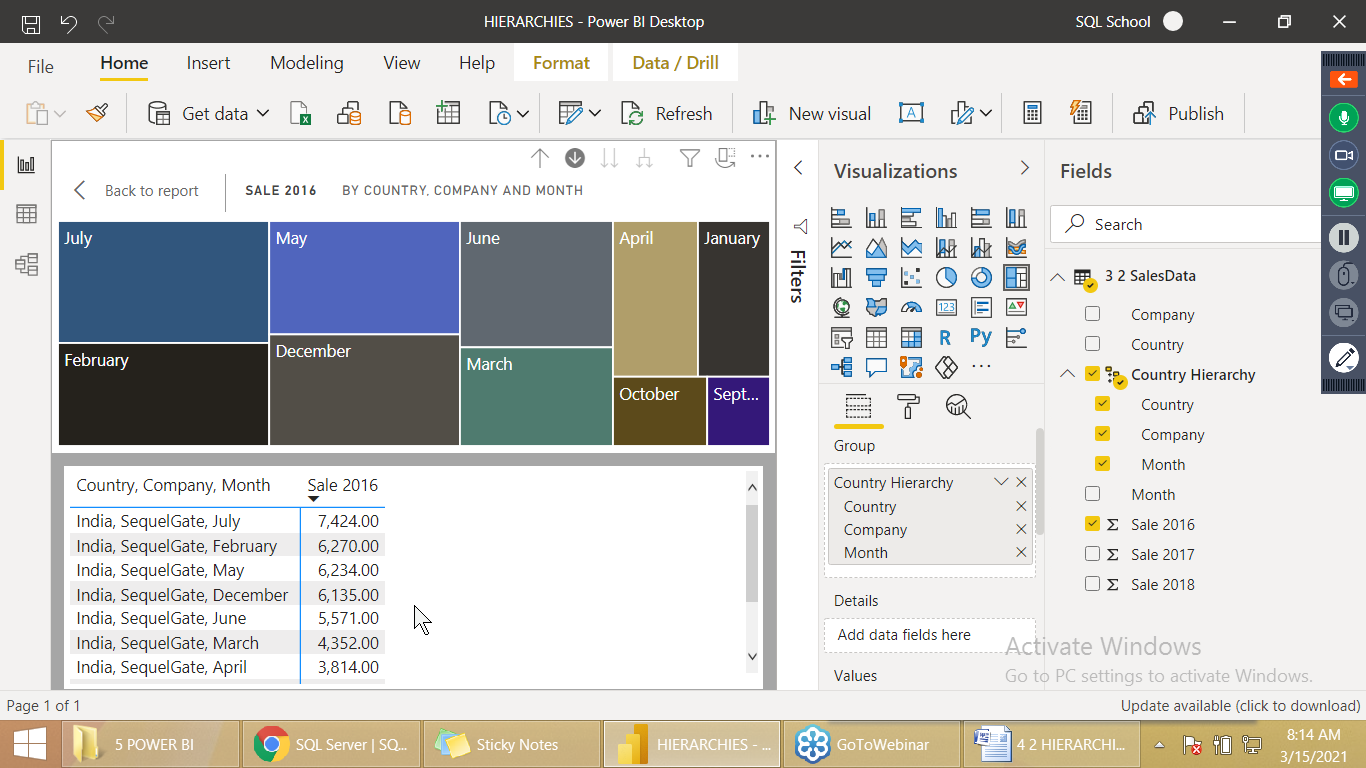 HIERARCHIES - Power BI Desktop
SQL School
File
Home
Insert
Modeling
View
Help
Format
Data / Drill
Get data
Refresh
New visual
Publish
Back to report
SALE 2016
BY COUNTRY, COMPANY AND MONTH
July
May
June
April
January
February
December
March
October
Sept...
Country, Company, Month Sale 2016
India, SequelGate, July 7,424.00
India, SequelGate, February 6,270.00
India, SequelGate, May 6,234.00
India, SequelGate, December 6,135.00
India, SequelGate, June 5,571.00
India, SequelGate, March 4,352.00
India, SequelGate, April 3,814.00
Filters
Visualizations
123
R
Py
Group
Country Hierarchy
Country
Company
Month
Details
Add data fields here
Values
Fields
Search
3 2 SalesData
Company
Country
Country Hierarchy
Country
Company
Month
Month
Σ Sale 2016
Σ Sale 2017
Σ Sale 2018
Activate Windows
Go to PC settings to activate Windows.
Page 1 of 1
Update available (click to download)
5 POWER BI
SQL Server | SQ...
Sticky Notes
HIERARCHIES - ...
GoToWebinar
4 2 HIERARCHI...
8:14 AM
3/15/2021